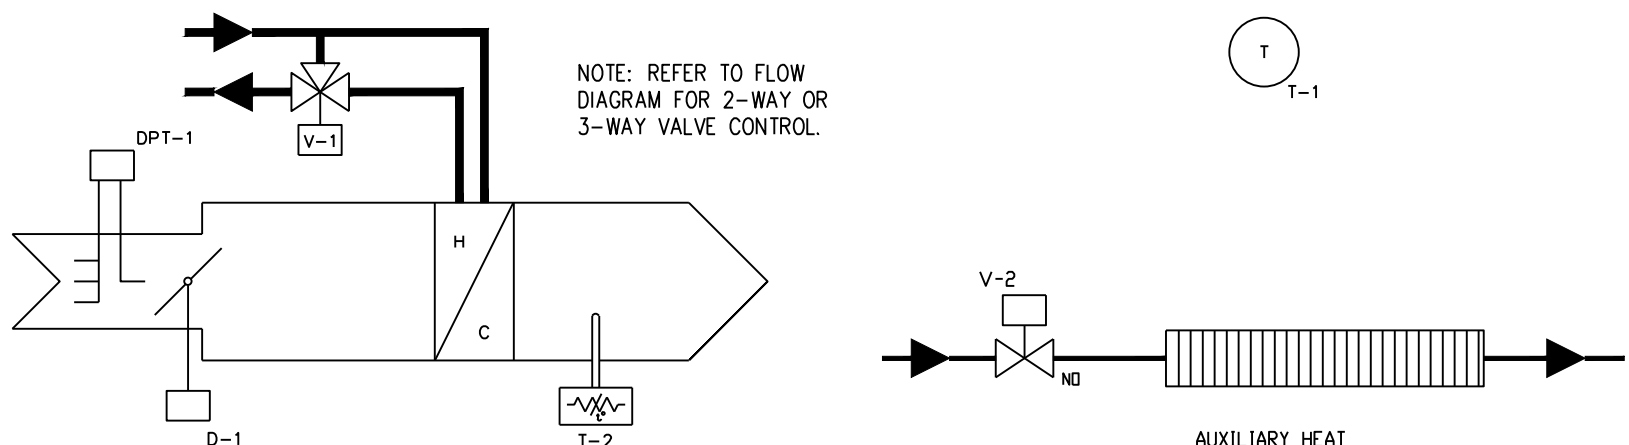 NOTE: REFER TO FLOW
DIAGRAM FOR 2-WAY OR
3-WAY VALVE CONTROL.
T
T-1
DPT-1
V-1
H
C
V-2
NO
t°
D-1
T-2
AUXILIARY HEAT